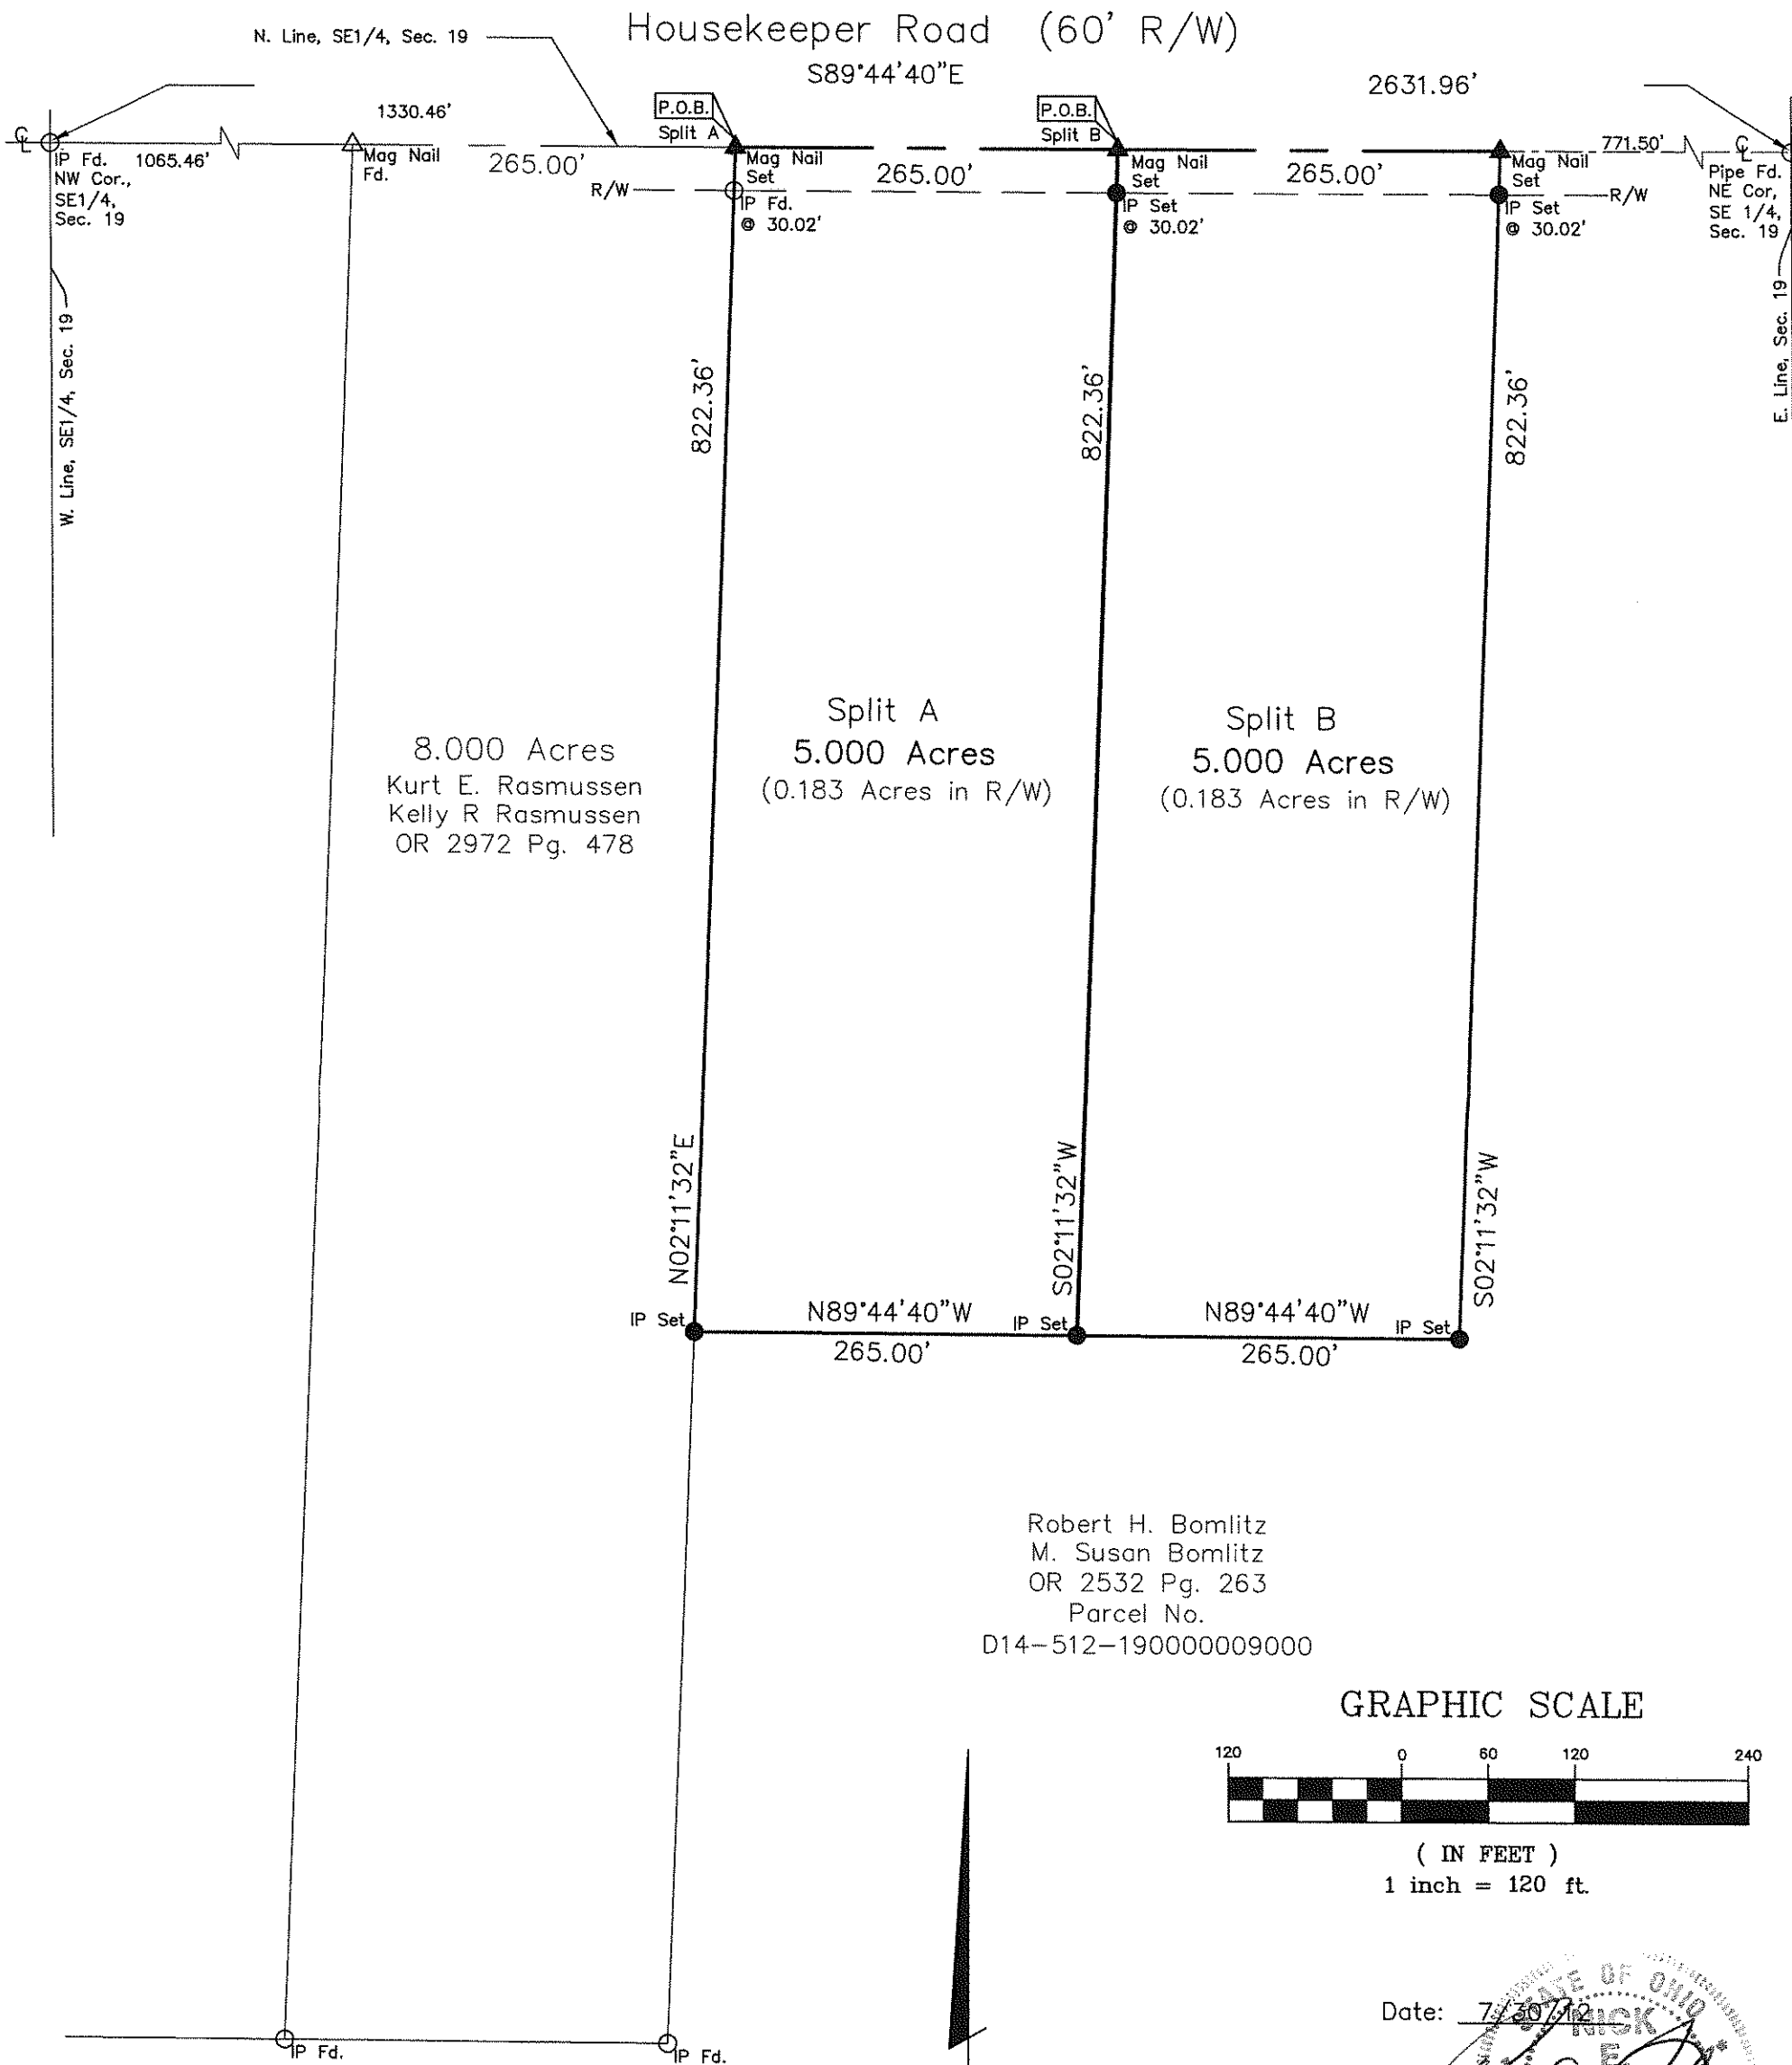 Housekeeper Road (60' R/W)
N. Line, SE1/4, Sec. 19
S89°44'40"E
2631.96'
1330.46'
P.O.B.
Split A
P.O.B.
Split B
℄
IP Fd.
NW Cor.,
SE1/4,
Sec. 19
1065.46'
Mag Nail
Fd.
265.00'
Mag Nail
Set
265.00'
Mag Nail
Set
265.00'
Mag Nail
Set
771.50'
℄
Pipe Fd.
NE Cor,
SE 1/4,
Sec. 19
R/W
IP Fd.
@ 30.02'
IP Set
@ 30.02'
IP Set
@ 30.02'
R/W
W. Line, SE1/4, Sec. 19
E. Line, Sec. 19
822.36'
822.36'
822.36'
8.000 Acres
Kurt E. Rasmussen
Kelly R Rasmussen
OR 2972 Pg. 478
Split A
5.000 Acres
(0.183 Acres in R/W)
Split B
5.000 Acres
(0.183 Acres in R/W)
N02°11'32"E
S02°11'32"W
S02°11'32"W
IP Set
N89°44'40"W
265.00'
IP Set
N89°44'40"W
265.00'
IP Set
Robert H. Bomlitz
M. Susan Bomlitz
OR 2532 Pg. 263
Parcel No.
D14-512-190000009000
GRAPHIC SCALE
120 0 60 120 240
( IN FEET )
1 inch = 120 ft.
Date: 7/30/12
STATE OF OHIO
NICK
E
IP Fd.
IP Fd.